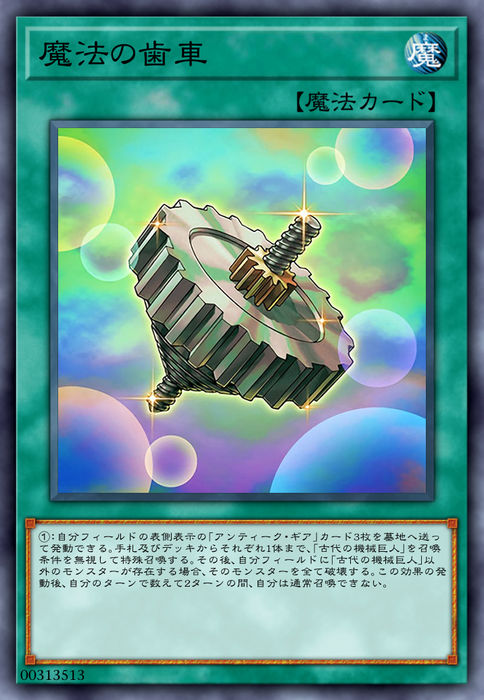 魔法の歯車
魔
【魔法カード】
①:自分フィールドの表側表示の「アンティーク・ギア」カード3枚を墓地へ送っ
て発動できる。手札及びデッキからそれぞれ1体まで、「古代の機械巨人」を召喚
条件を無視して特殊召喚する。その後、自分フィールドに「古代の機械巨人」以
外のモンスターが存在する場合、そのモンスターを全て破壊する。この効果の発
動後、自分のターンで数えて2ターンの間、自分は通常召喚できない。
00313513